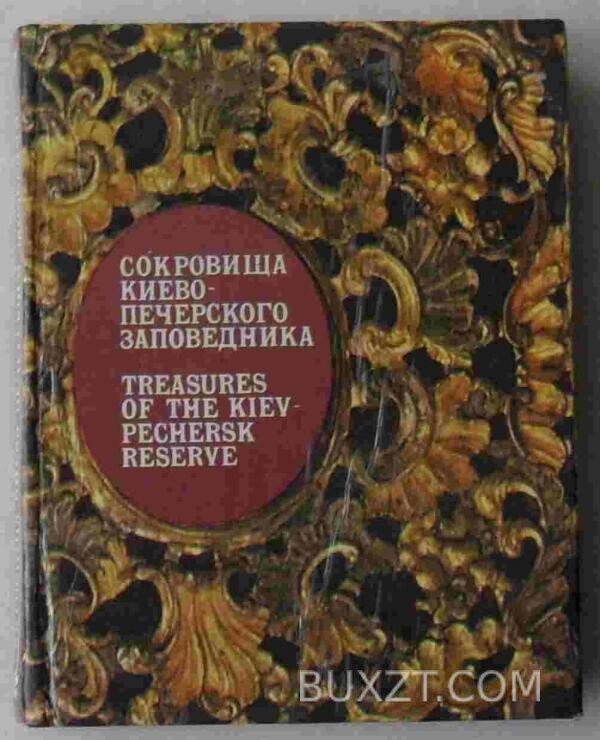 СОКРОВИЩА
КИЕВО-
ПЕЧЕРСКОГО
ЗАПОВЕДНИКА
TREASURES
OF THE KIEV-
PECHERSK
RESERVE
BUXZT.COM